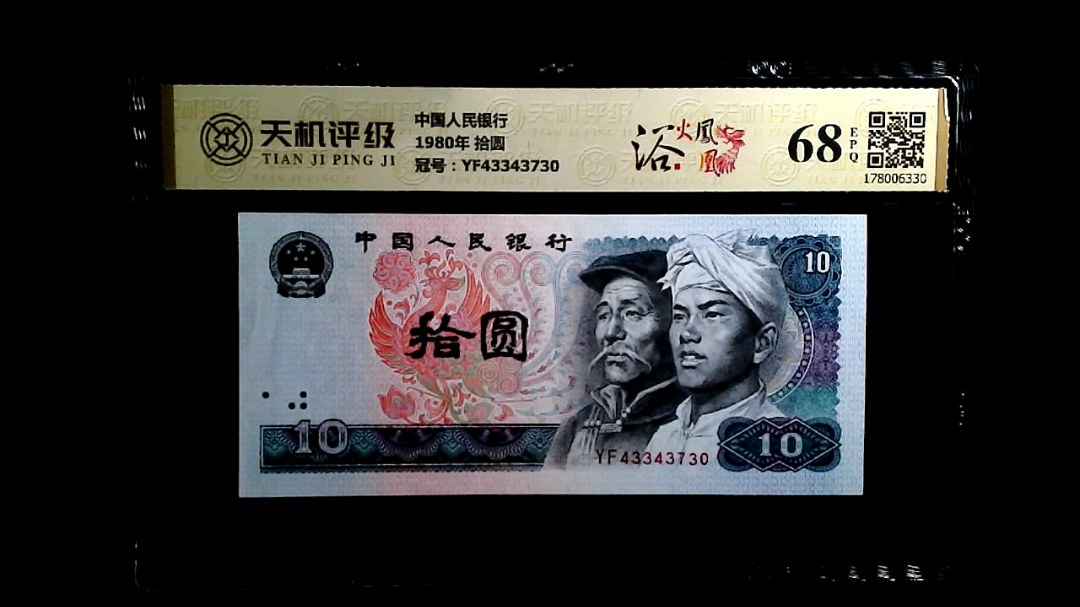 天机评级
TIAN JI PING JI
中国人民银行
1980年 拾圆
冠号：YF43343730
浴火凤凰
68
EPQ
178006330
中国人民银行
10
拾圆
10
YF43343730
10